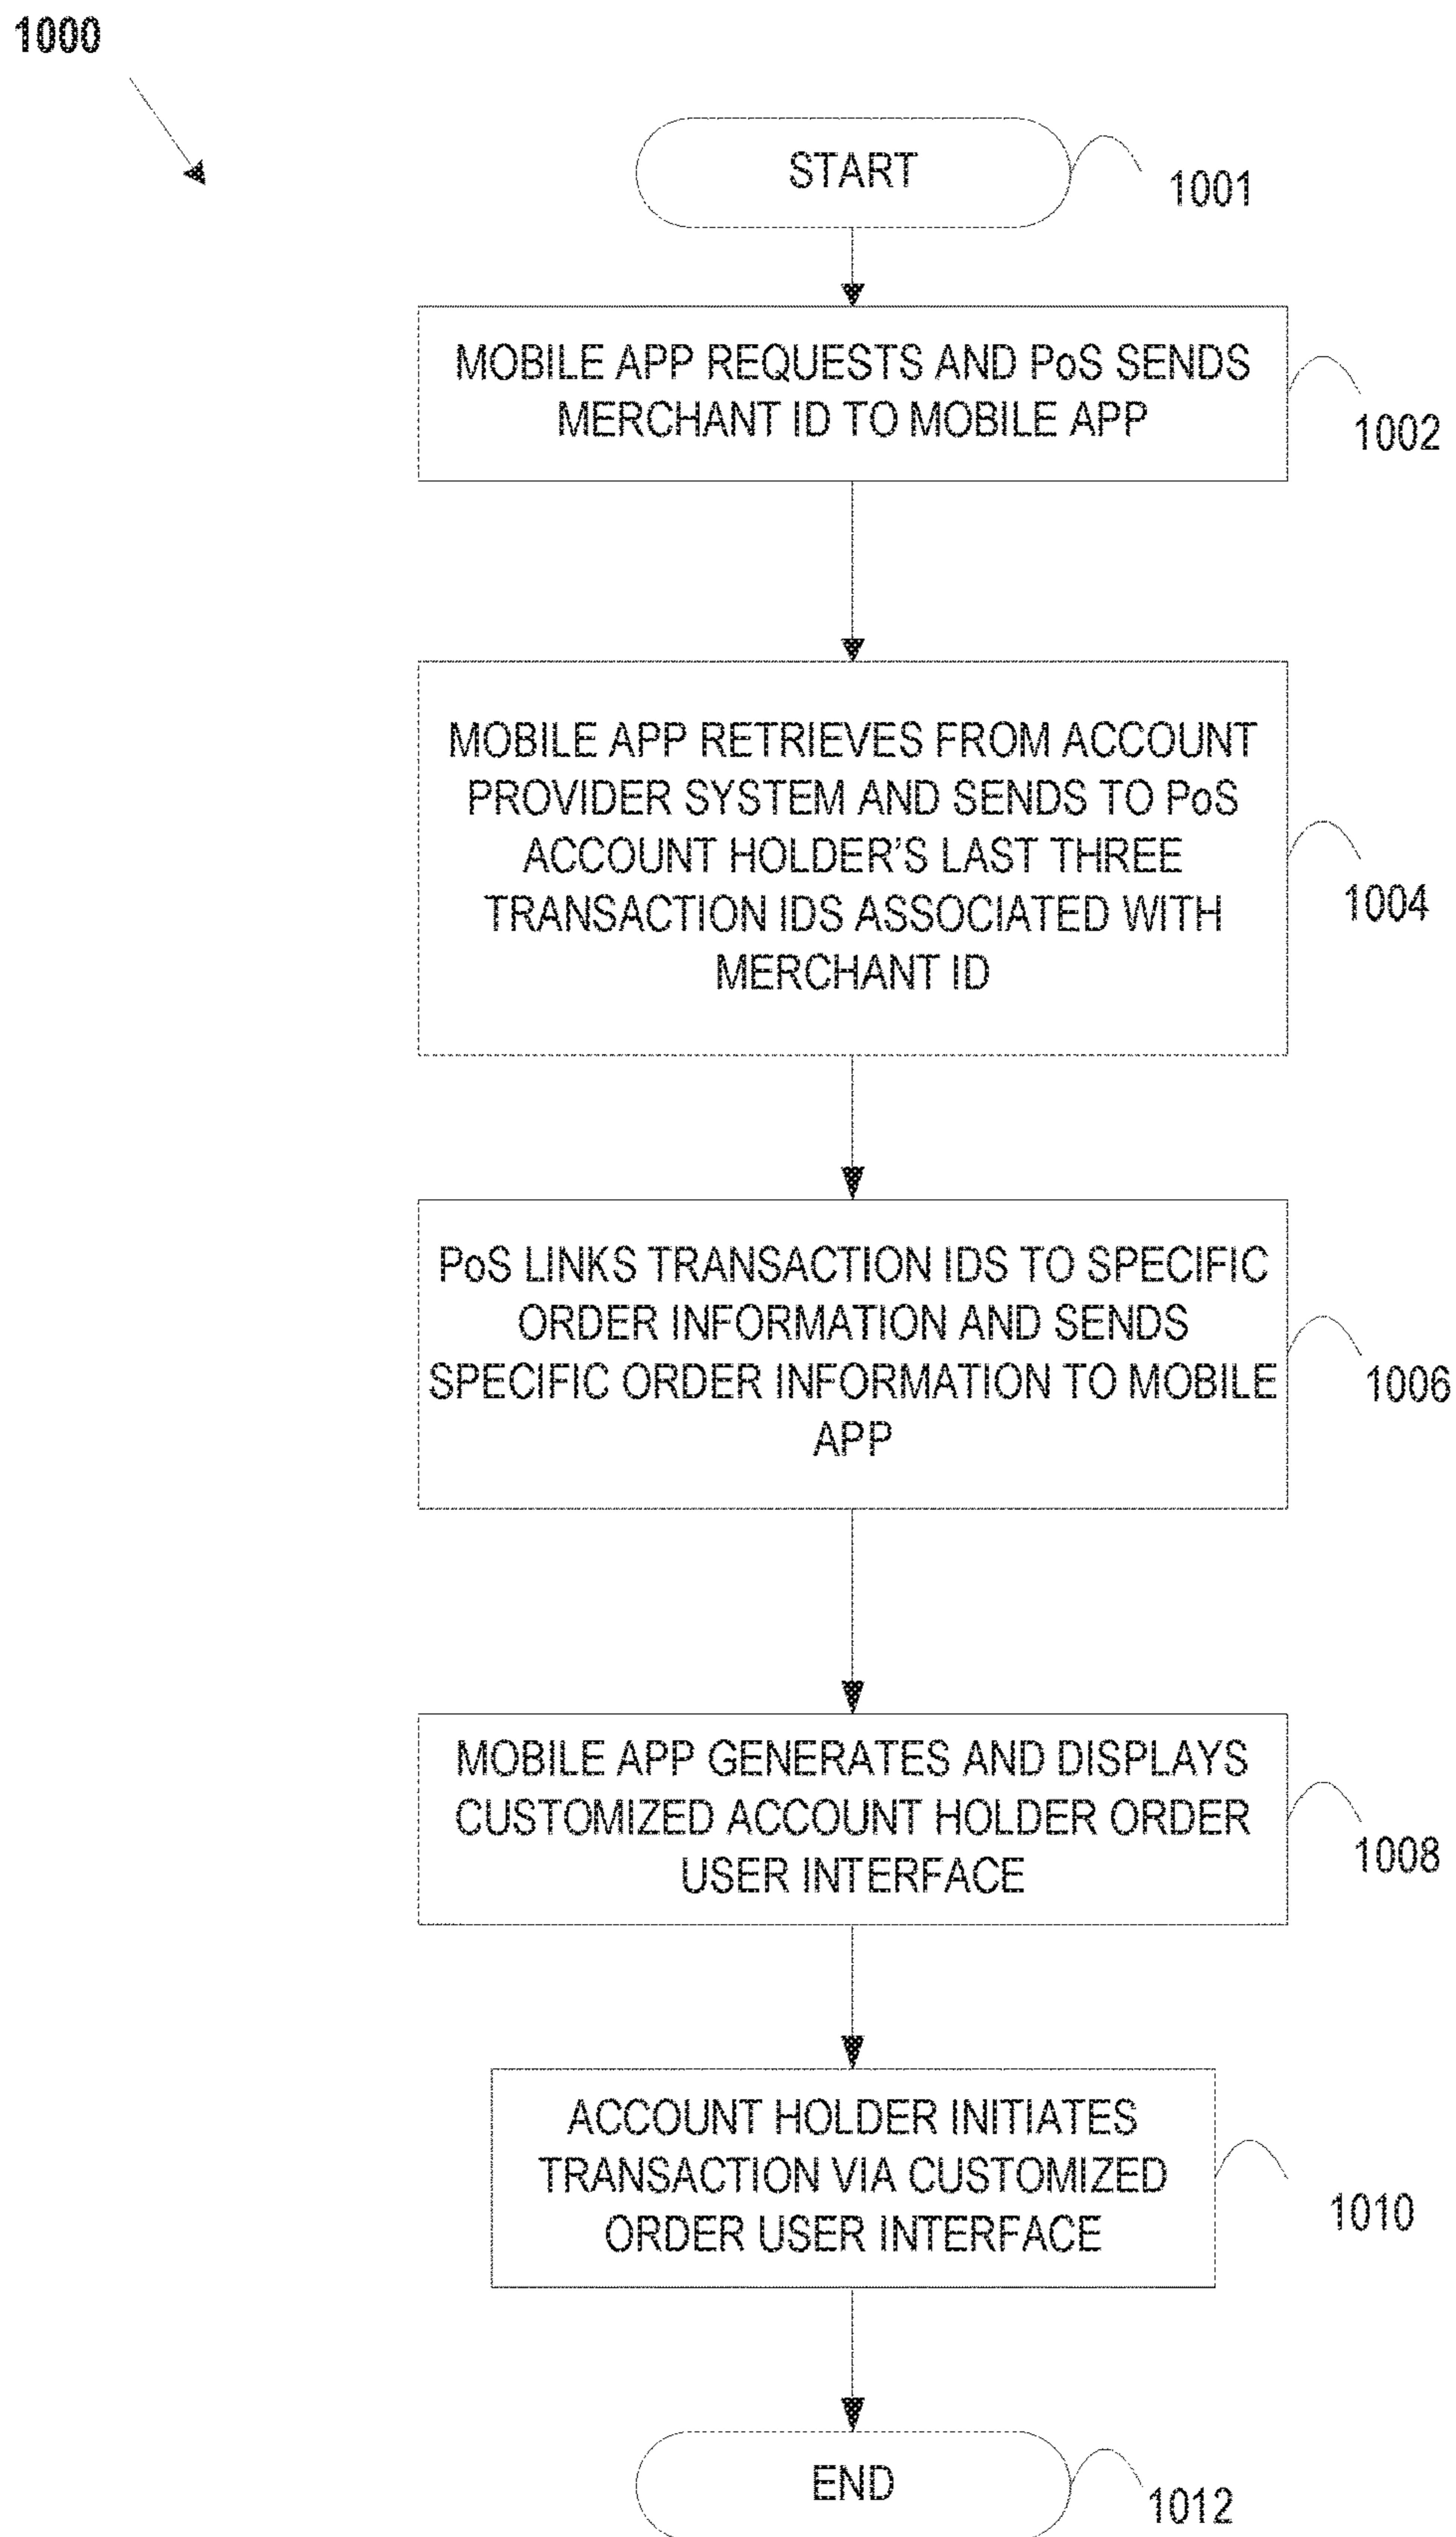 1000
START
1001
MOBILE APP REQUESTS AND PoS SENDS
MERCHANT ID TO MOBILE APP
1002
MOBILE APP RETRIEVES FROM ACCOUNT
PROVIDER SYSTEM AND SENDS TO PoS
ACCOUNT HOLDER'S LAST THREE
TRANSACTION IDS ASSOCIATED WITH
MERCHANT ID
1004
PoS LINKS TRANSACTION IDS TO SPECIFIC
ORDER INFORMATION AND SENDS
SPECIFIC ORDER INFORMATION TO MOBILE
APP
1006
MOBILE APP GENERATES AND DISPLAYS
CUSTOMIZED ACCOUNT HOLDER ORDER
USER INTERFACE
1008
ACCOUNT HOLDER INITIATES
TRANSACTION VIA CUSTOMIZED
ORDER USER INTERFACE
1010
END
1012